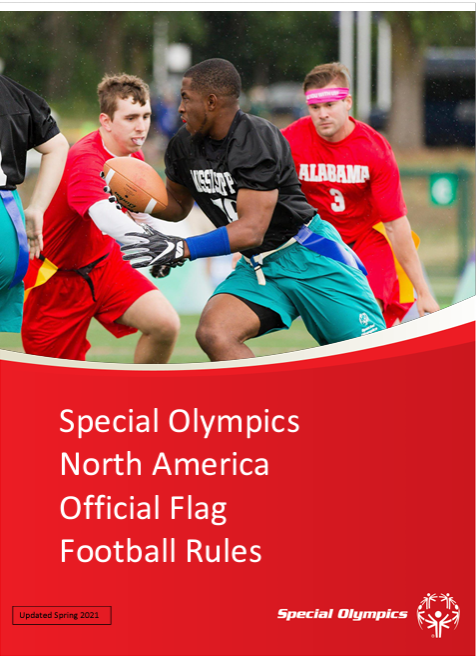 ALABAMA
3
Special Olympics
North America
Official Flag
Football Rules
Updated Spring 2021
Special Olympics